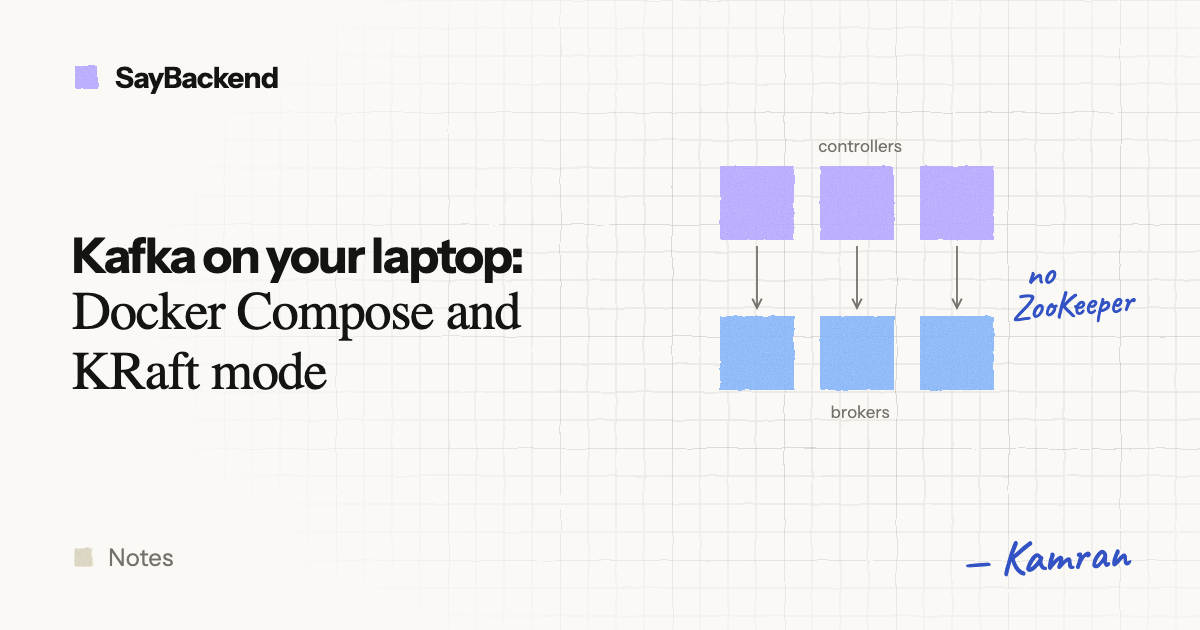 SayBackend
Kafka on your laptop:
Docker Compose and
KRaft mode
controllers
no
ZooKeeper
brokers
Notes
— Kamran